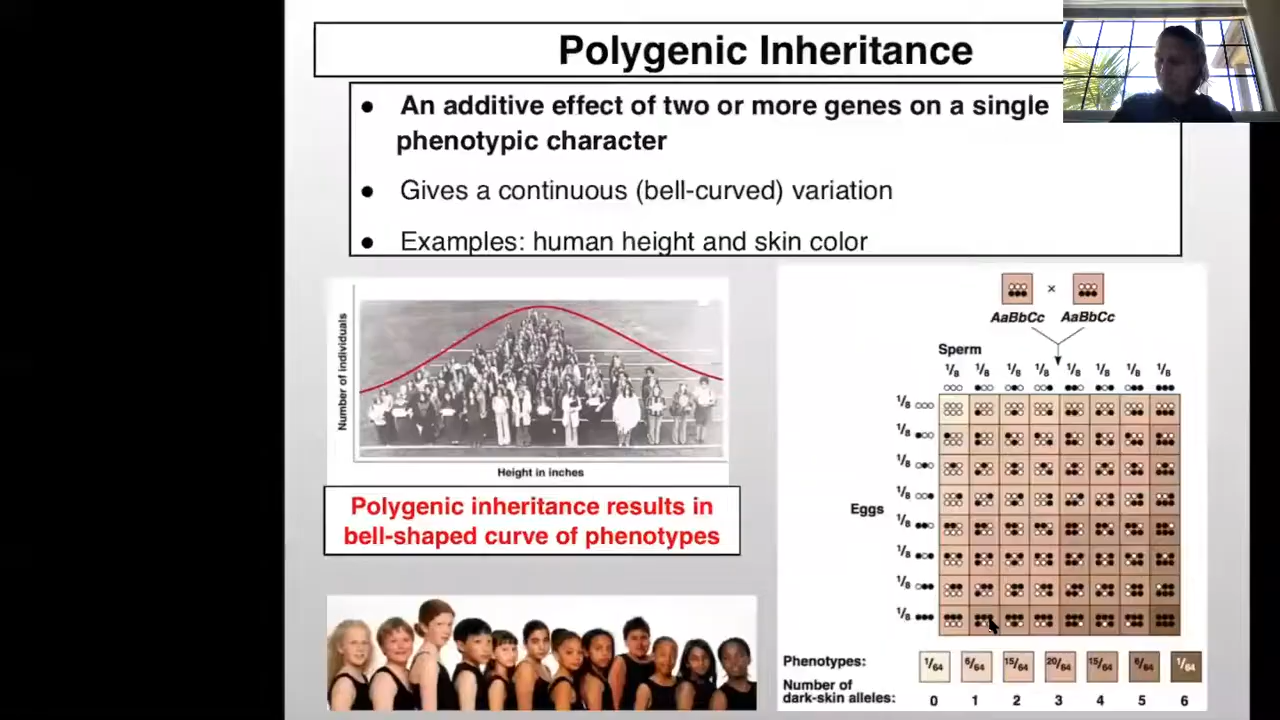 Polygenic Inheritance
● An additive effect of two or more genes on a single
phenotypic character
● Gives a continuous (bell-curved) variation
● Examples: human height and skin color
Number of individuals
Height in inches
Polygenic inheritance results in
bell-shaped curve of phenotypes
×
AaBbCc AaBbCc
Sperm
1/8 1/8 1/8 1/8 1/8 1/8 1/8 1/8
1/8
1/8
1/8
1/8
Eggs
1/8
1/8
1/8
1/8
Phenotypes: 1/64 6/64 15/64 20/64 15/64 6/64 1/64
Number of
dark-skin alleles: 0 1 2 3 4 5 6